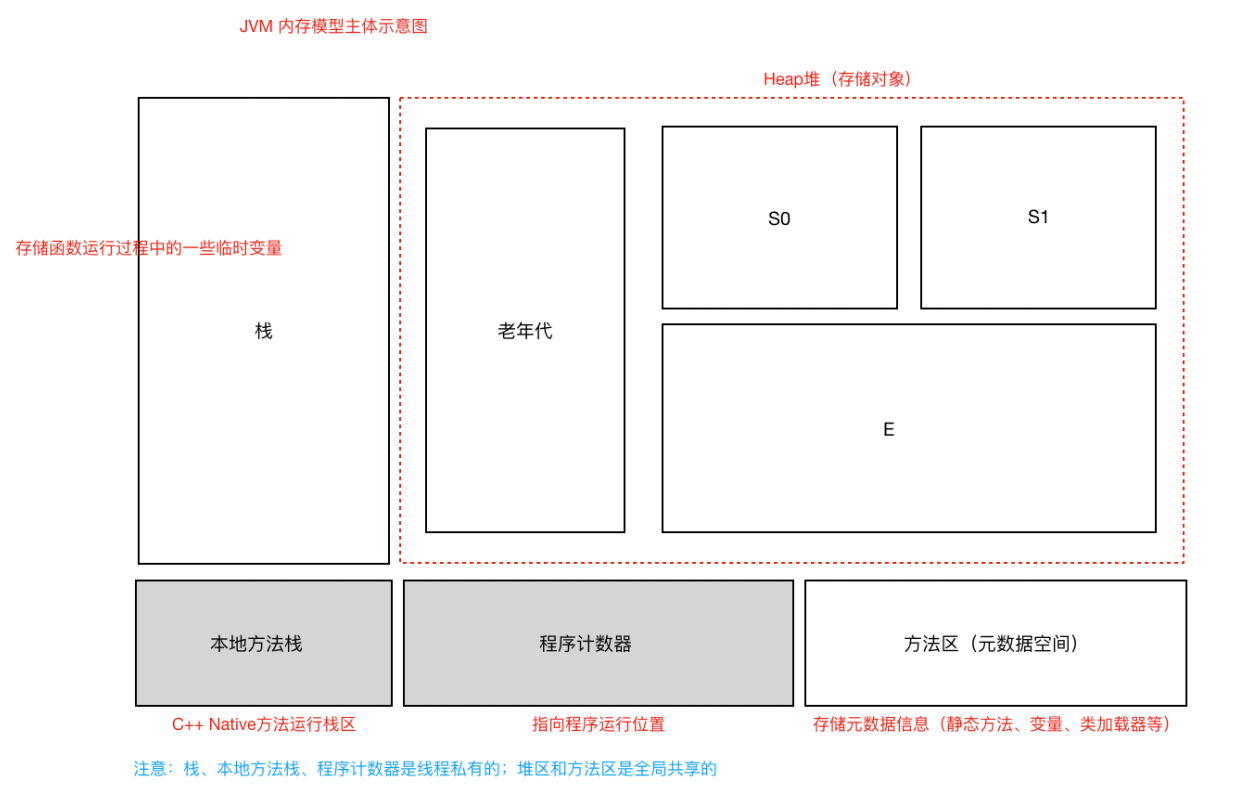 JVM 内存模型主体示意图
Heap堆（存储对象）
S0
S1
存储函数运行过程中的一些临时变量
栈
老年代
E
本地方法栈
程序计数器
方法区（元数据空间）
C++ Native方法运行栈区
指向程序运行位置
存储元数据信息（静态方法、变量、类加载器等）
注意：栈、本地方法栈、程序计数器是线程私有的；堆区和方法区是全局共享的